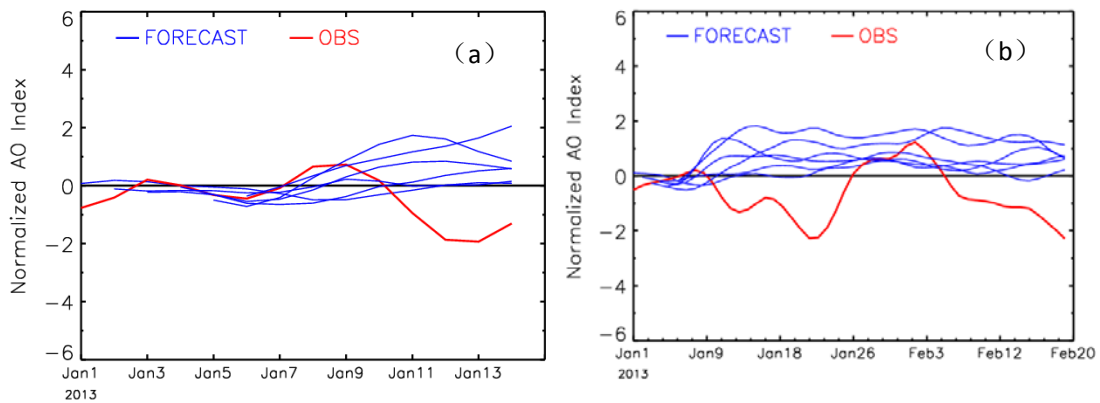 6
4
2
0
-2
-4
-6
Normalized AO Index
FORECAST
OBS
(a)
Jan1
Jan3
Jan5
Jan7
Jan9
Jan11
Jan13
2013
6
4
2
0
-2
-4
-6
Normalized AO Index
FORECAST
OBS
(b)
Jan1
Jan9
Jan18
Jan26
Feb3
Feb12
Feb20
2013